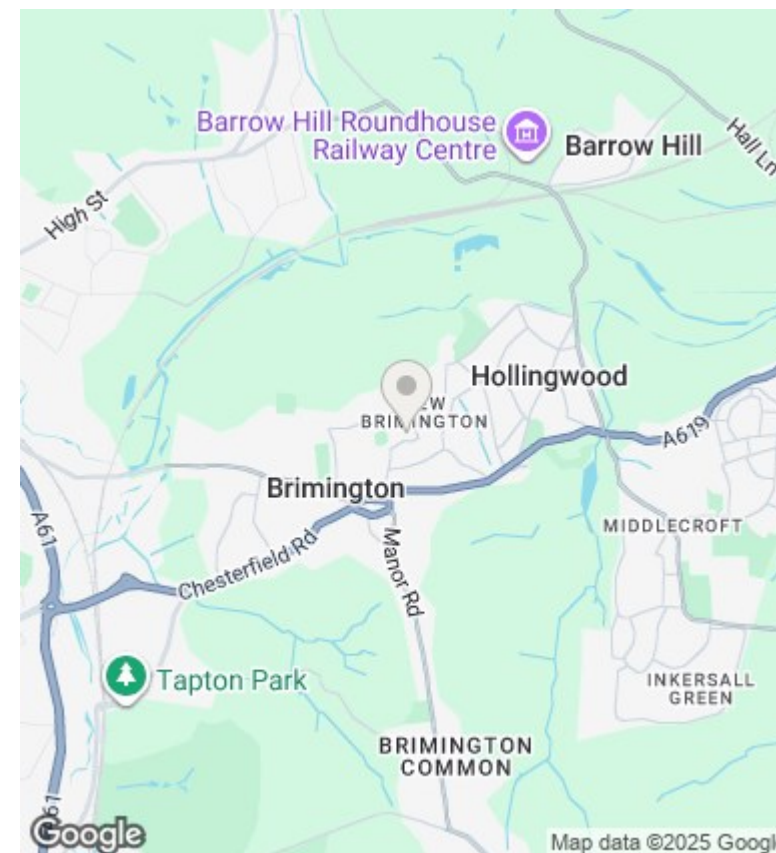 Barrow Hill Roundhouse
Railway Centre
Barrow Hill
Hall Ln
High St
Hollingwood
BRIMINGTON
A619
Brimington
A61
MIDDLECROFT
Chesterfield Rd
Manor Rd
Tapton Park
INKERSALL
GREEN
BRIMINGTON
COMMON
A61
Google
Map data ©2025 Googl